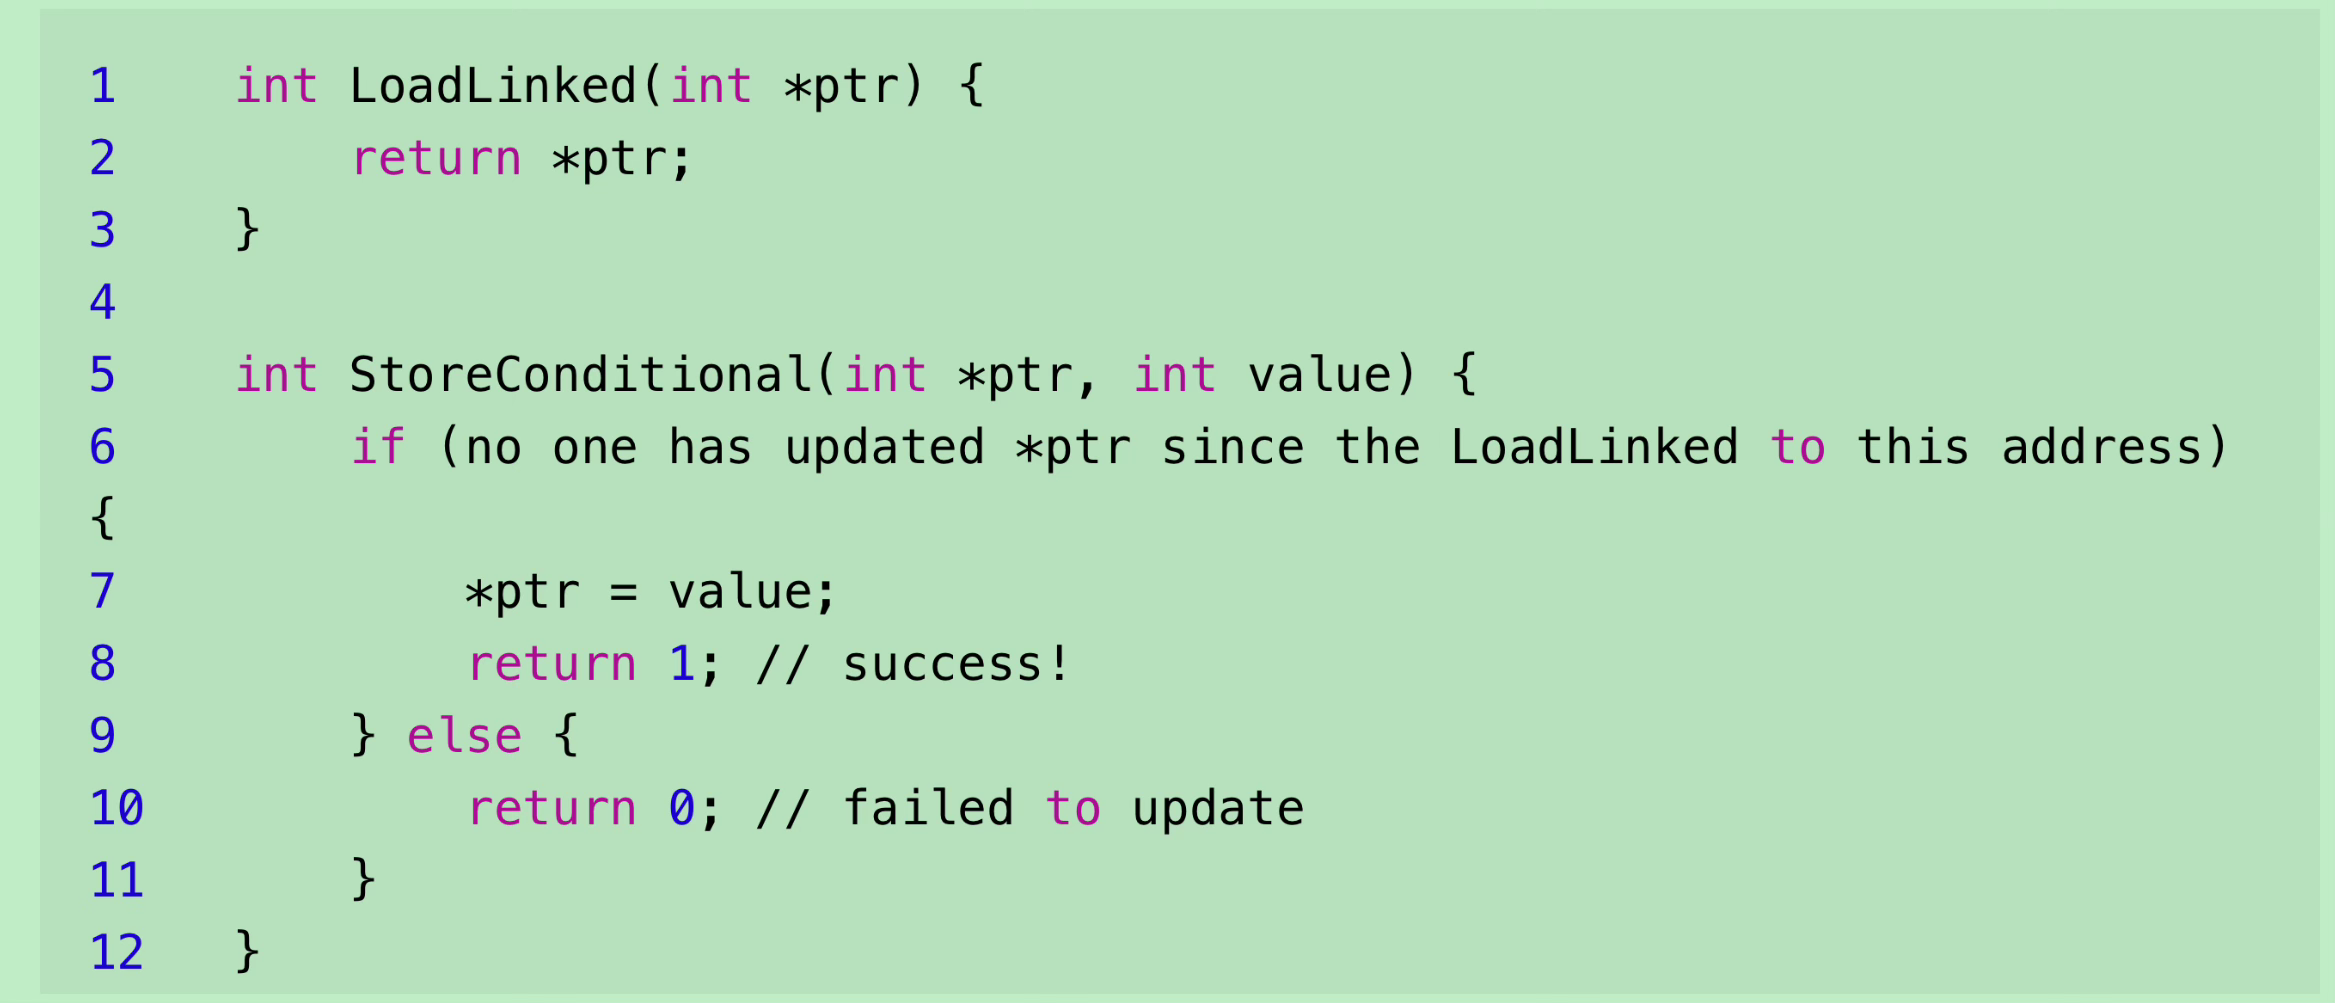 1    int LoadLinked(int *ptr) {
2        return *ptr;
3    }
4
5    int StoreConditional(int *ptr, int value) {
6        if (no one has updated *ptr since the LoadLinked to this address)
{
7            *ptr = value;
8            return 1; // success!
9        } else {
10            return 0; // failed to update
11        }
12    }